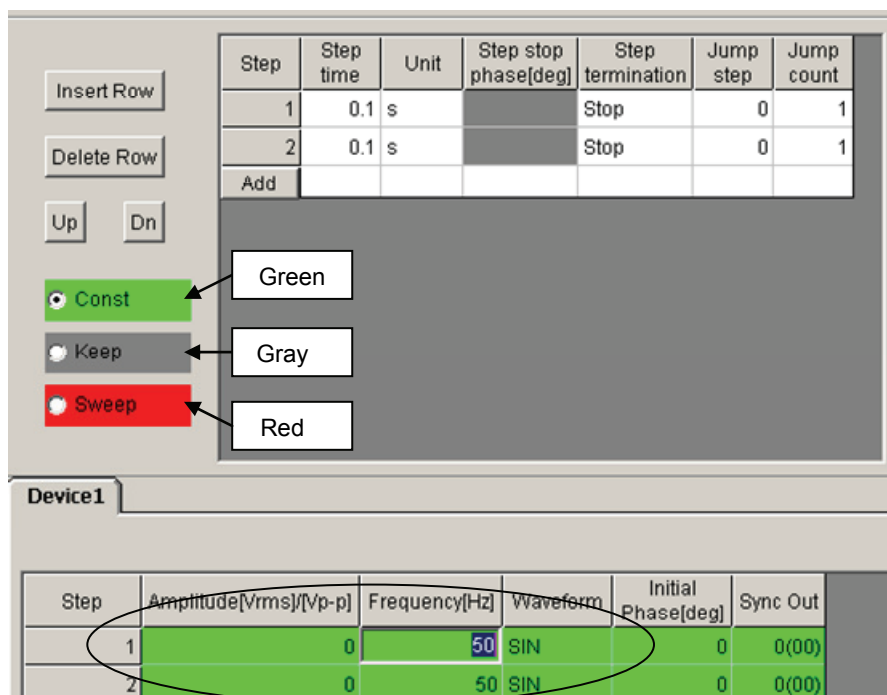 Insert Row
Delete Row
Up Dn
Const
Keep
Sweep
Green
Gray
Red
Step Step time Unit Step stop phase[deg] Step termination Jump step Jump count
1 0.1 s Stop 0 1
2 0.1 s Stop 0 1
Add
Device1
Step Amplitude[Vrms]/[Vp-p] Frequency[Hz] Waveform Initial Phase[deg] Sync Out
1 0 50 SIN 0 0(00)
2 0 50 SIN 0 0(00)